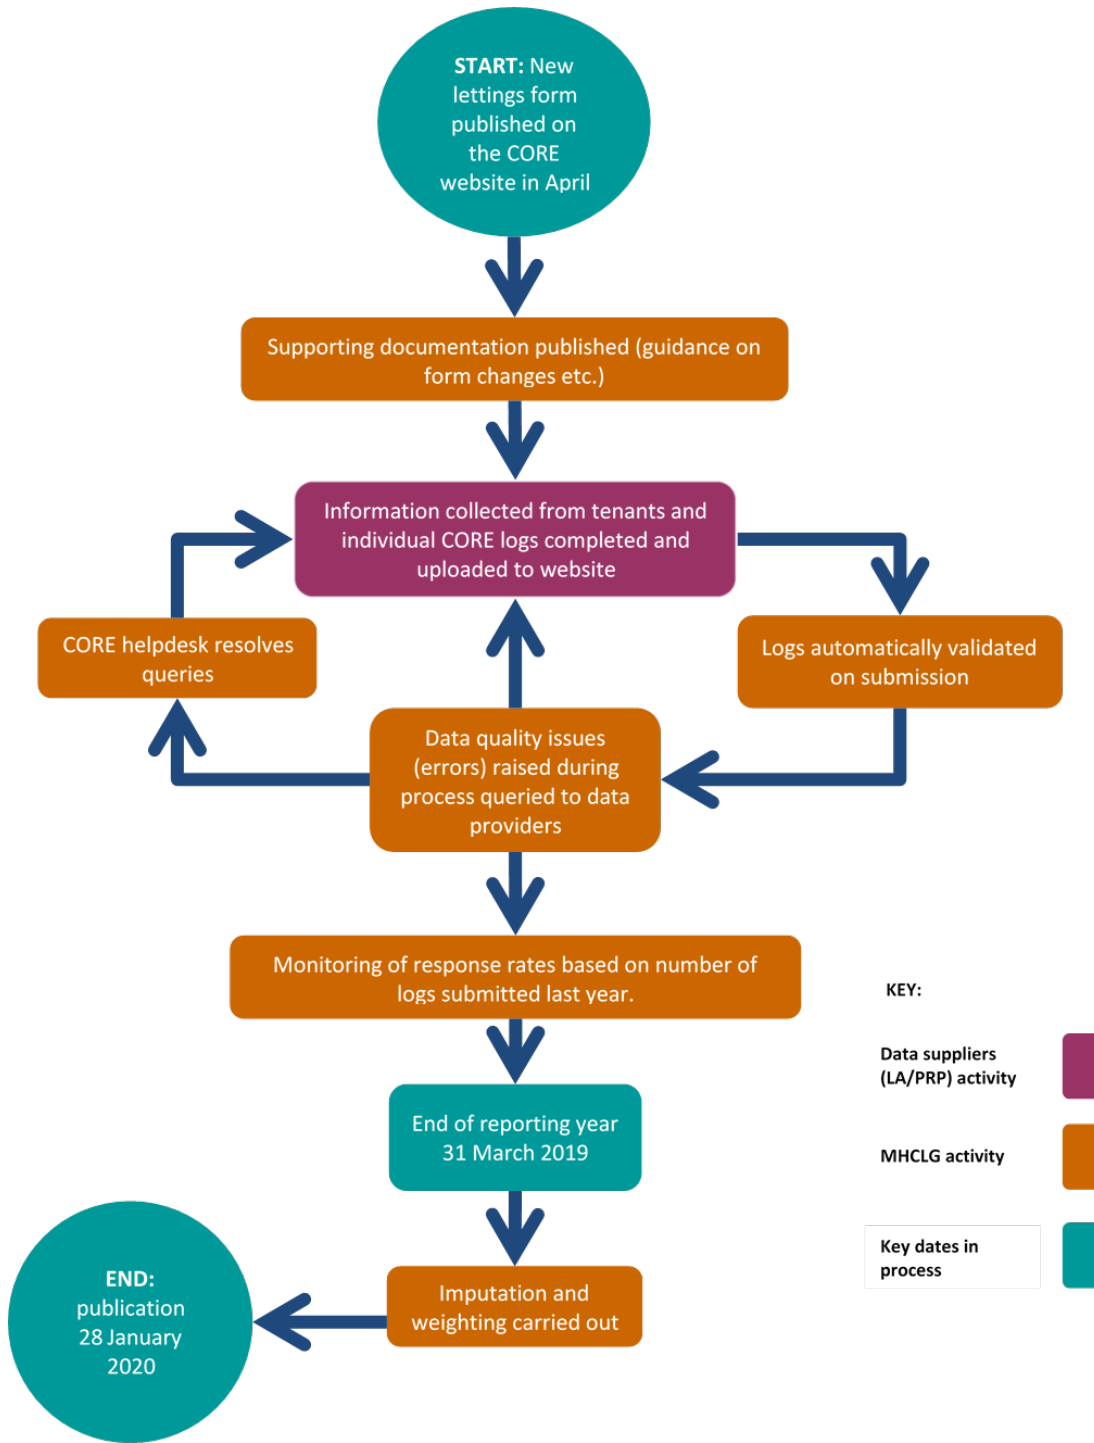 START: New
lettings form
published on
the CORE
website in April
Supporting documentation published (guidance on
form changes etc.)
Information collected from tenants and
individual CORE logs completed and
uploaded to website
CORE helpdesk resolves
queries
Logs automatically validated
on submission
Data quality issues
(errors) raised during
process queried to data
providers
Monitoring of response rates based on number of
logs submitted last year.
End of reporting year
31 March 2019
Imputation and
weighting carried out
END:
publication
28 January
2020
KEY:
Data suppliers
(LA/PRP) activity
MHCLG activity
Key dates in
process